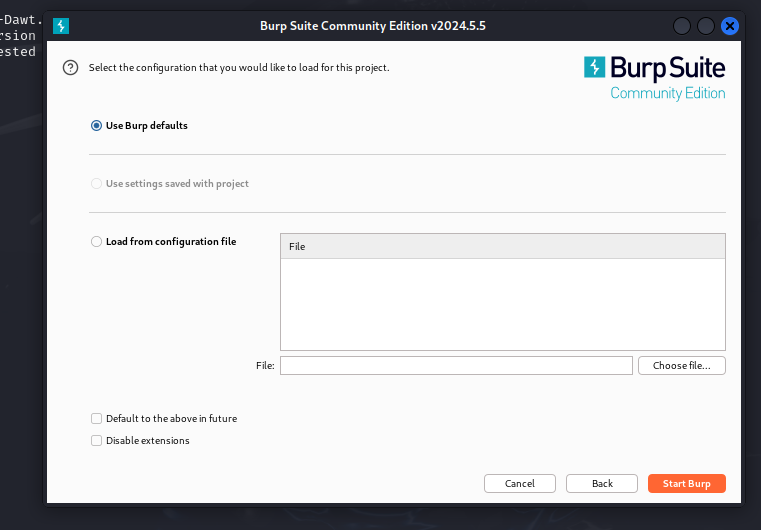 -Dawt.
rsion
ested
Burp Suite Community Edition v2024.5.5
Select the configuration that you would like to load for this project.
Burp Suite
Community Edition
Use Burp defaults
Use settings saved with project
Load from configuration file
File
File:
Choose file...
Default to the above in future
Disable extensions
Cancel
Back
Start Burp